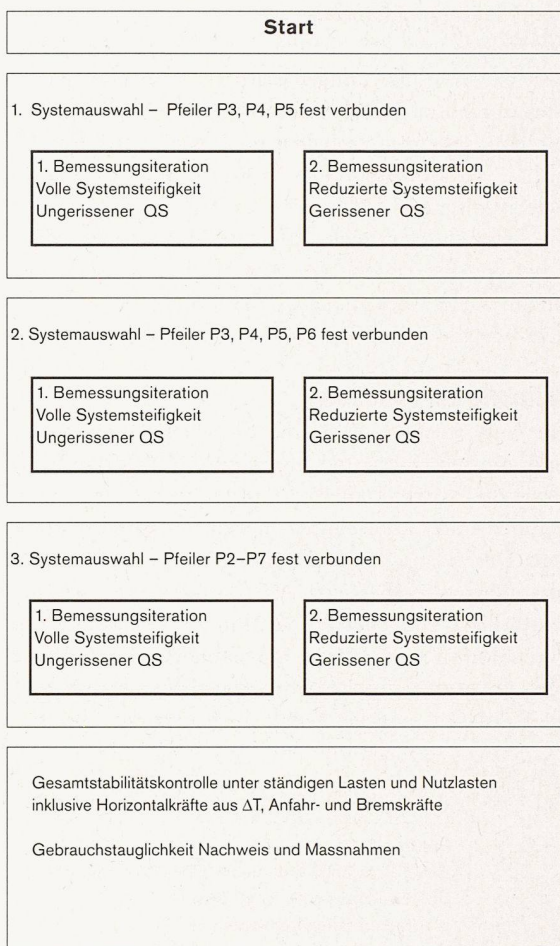 Start
1. Systemauswahl – Pfeiler P3, P4, P5 fest verbunden
1. Bemessungsiteration
Volle Systemsteifigkeit
Ungerissener QS
2. Bemessungsiteration
Reduzierte Systemsteifigkeit
Gerissener QS
2. Systemauswahl – Pfeiler P3, P4, P5, P6 fest verbunden
1. Bemessungsiteration
Volle Systemsteifigkeit
Ungerissener QS
2. Bemessungsiteration
Reduzierte Systemsteifigkeit
Gerissener QS
3. Systemauswahl – Pfeiler P2–P7 fest verbunden
1. Bemessungsiteration
Volle Systemsteifigkeit
Ungerissener QS
2. Bemessungsiteration
Reduzierte Systemsteifigkeit
Gerissener QS
Gesamtstabilitätskontrolle unter ständigen Lasten und Nutzlasten
inklusive Horizontalkräfte aus ΔT, Anfahr- und Bremskräfte
Gebrauchstauglichkeit Nachweis und Massnahmen